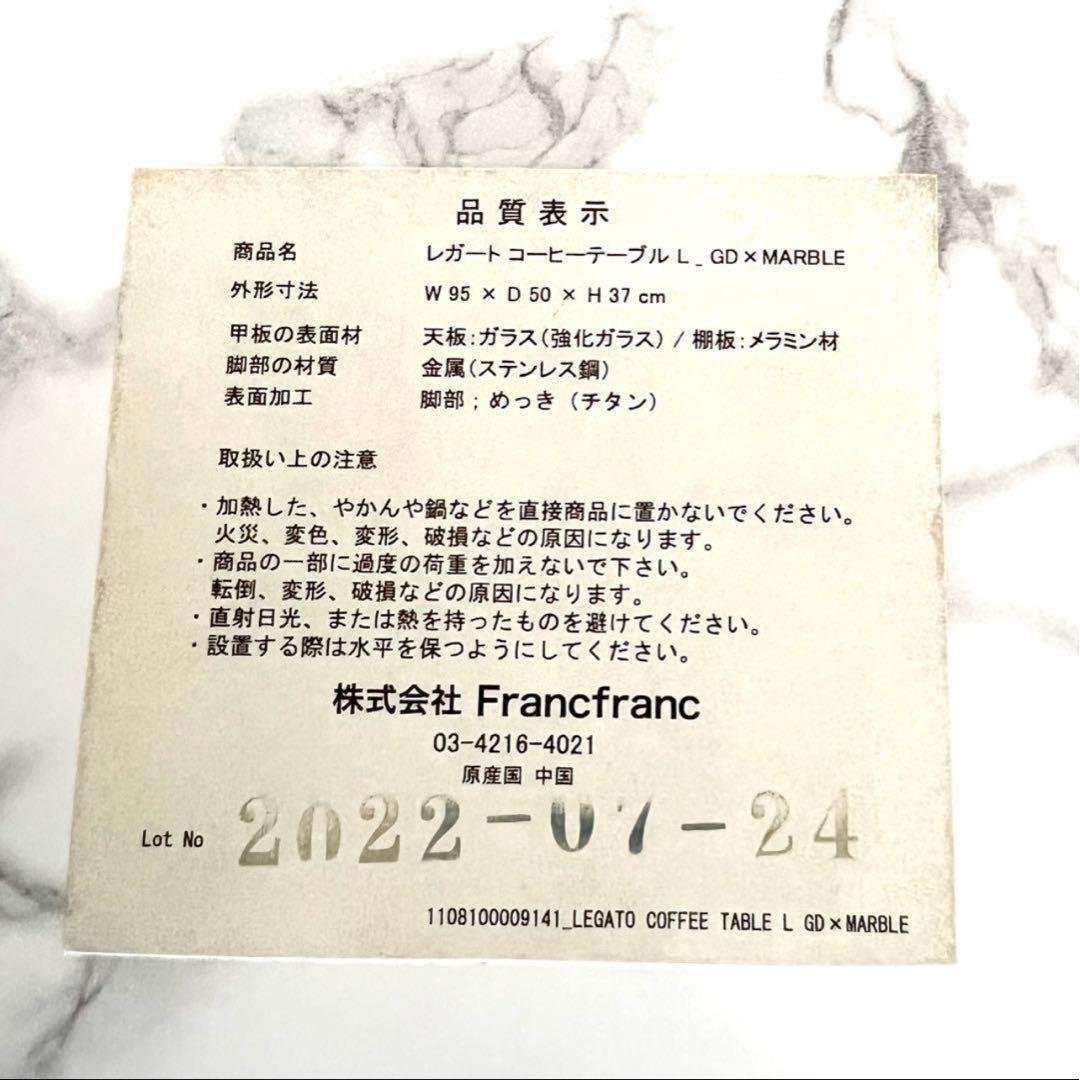 品質表示
商品名 レガート コーヒーテーブル L _ GD×MARBLE
外形寸法 W 95 × D 50 × H 37 cm
甲板の表面材 天板:ガラス(強化ガラス) / 棚板:メラミン材
脚部の材質 金属(ステンレス鋼)
表面加工 脚部 ; めっき (チタン)
取扱い上の注意
・加熱した、やかんや鍋などを直接商品に置かないでください。
火災、変色、変形、破損などの原因になります。
・商品の一部に過度の荷重を加えないで下さい。
転倒、変形、破損などの原因になります。
・直射日光、または熱を持ったものを避けてください。
・設置する際は水平を保つようにしてください。
株式会社 Francfranc
03-4216-4021
原産国 中国
Lot No 2022-07-24
1108100009141_LEGATO COFFEE TABLE L GD×MARBLE